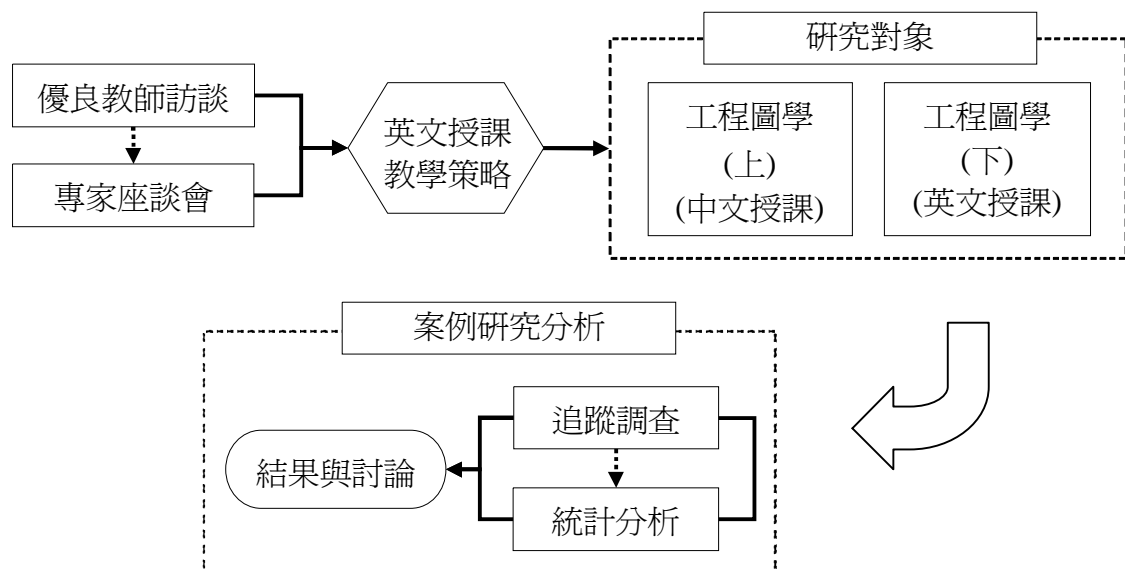 優良教師訪談
專家座談會
英文授課
教學策略
研究對象
工程圖學
(上)
(中文授課)
工程圖學
(下)
(英文授課)
案例研究分析
追蹤調查
統計分析
結果與討論